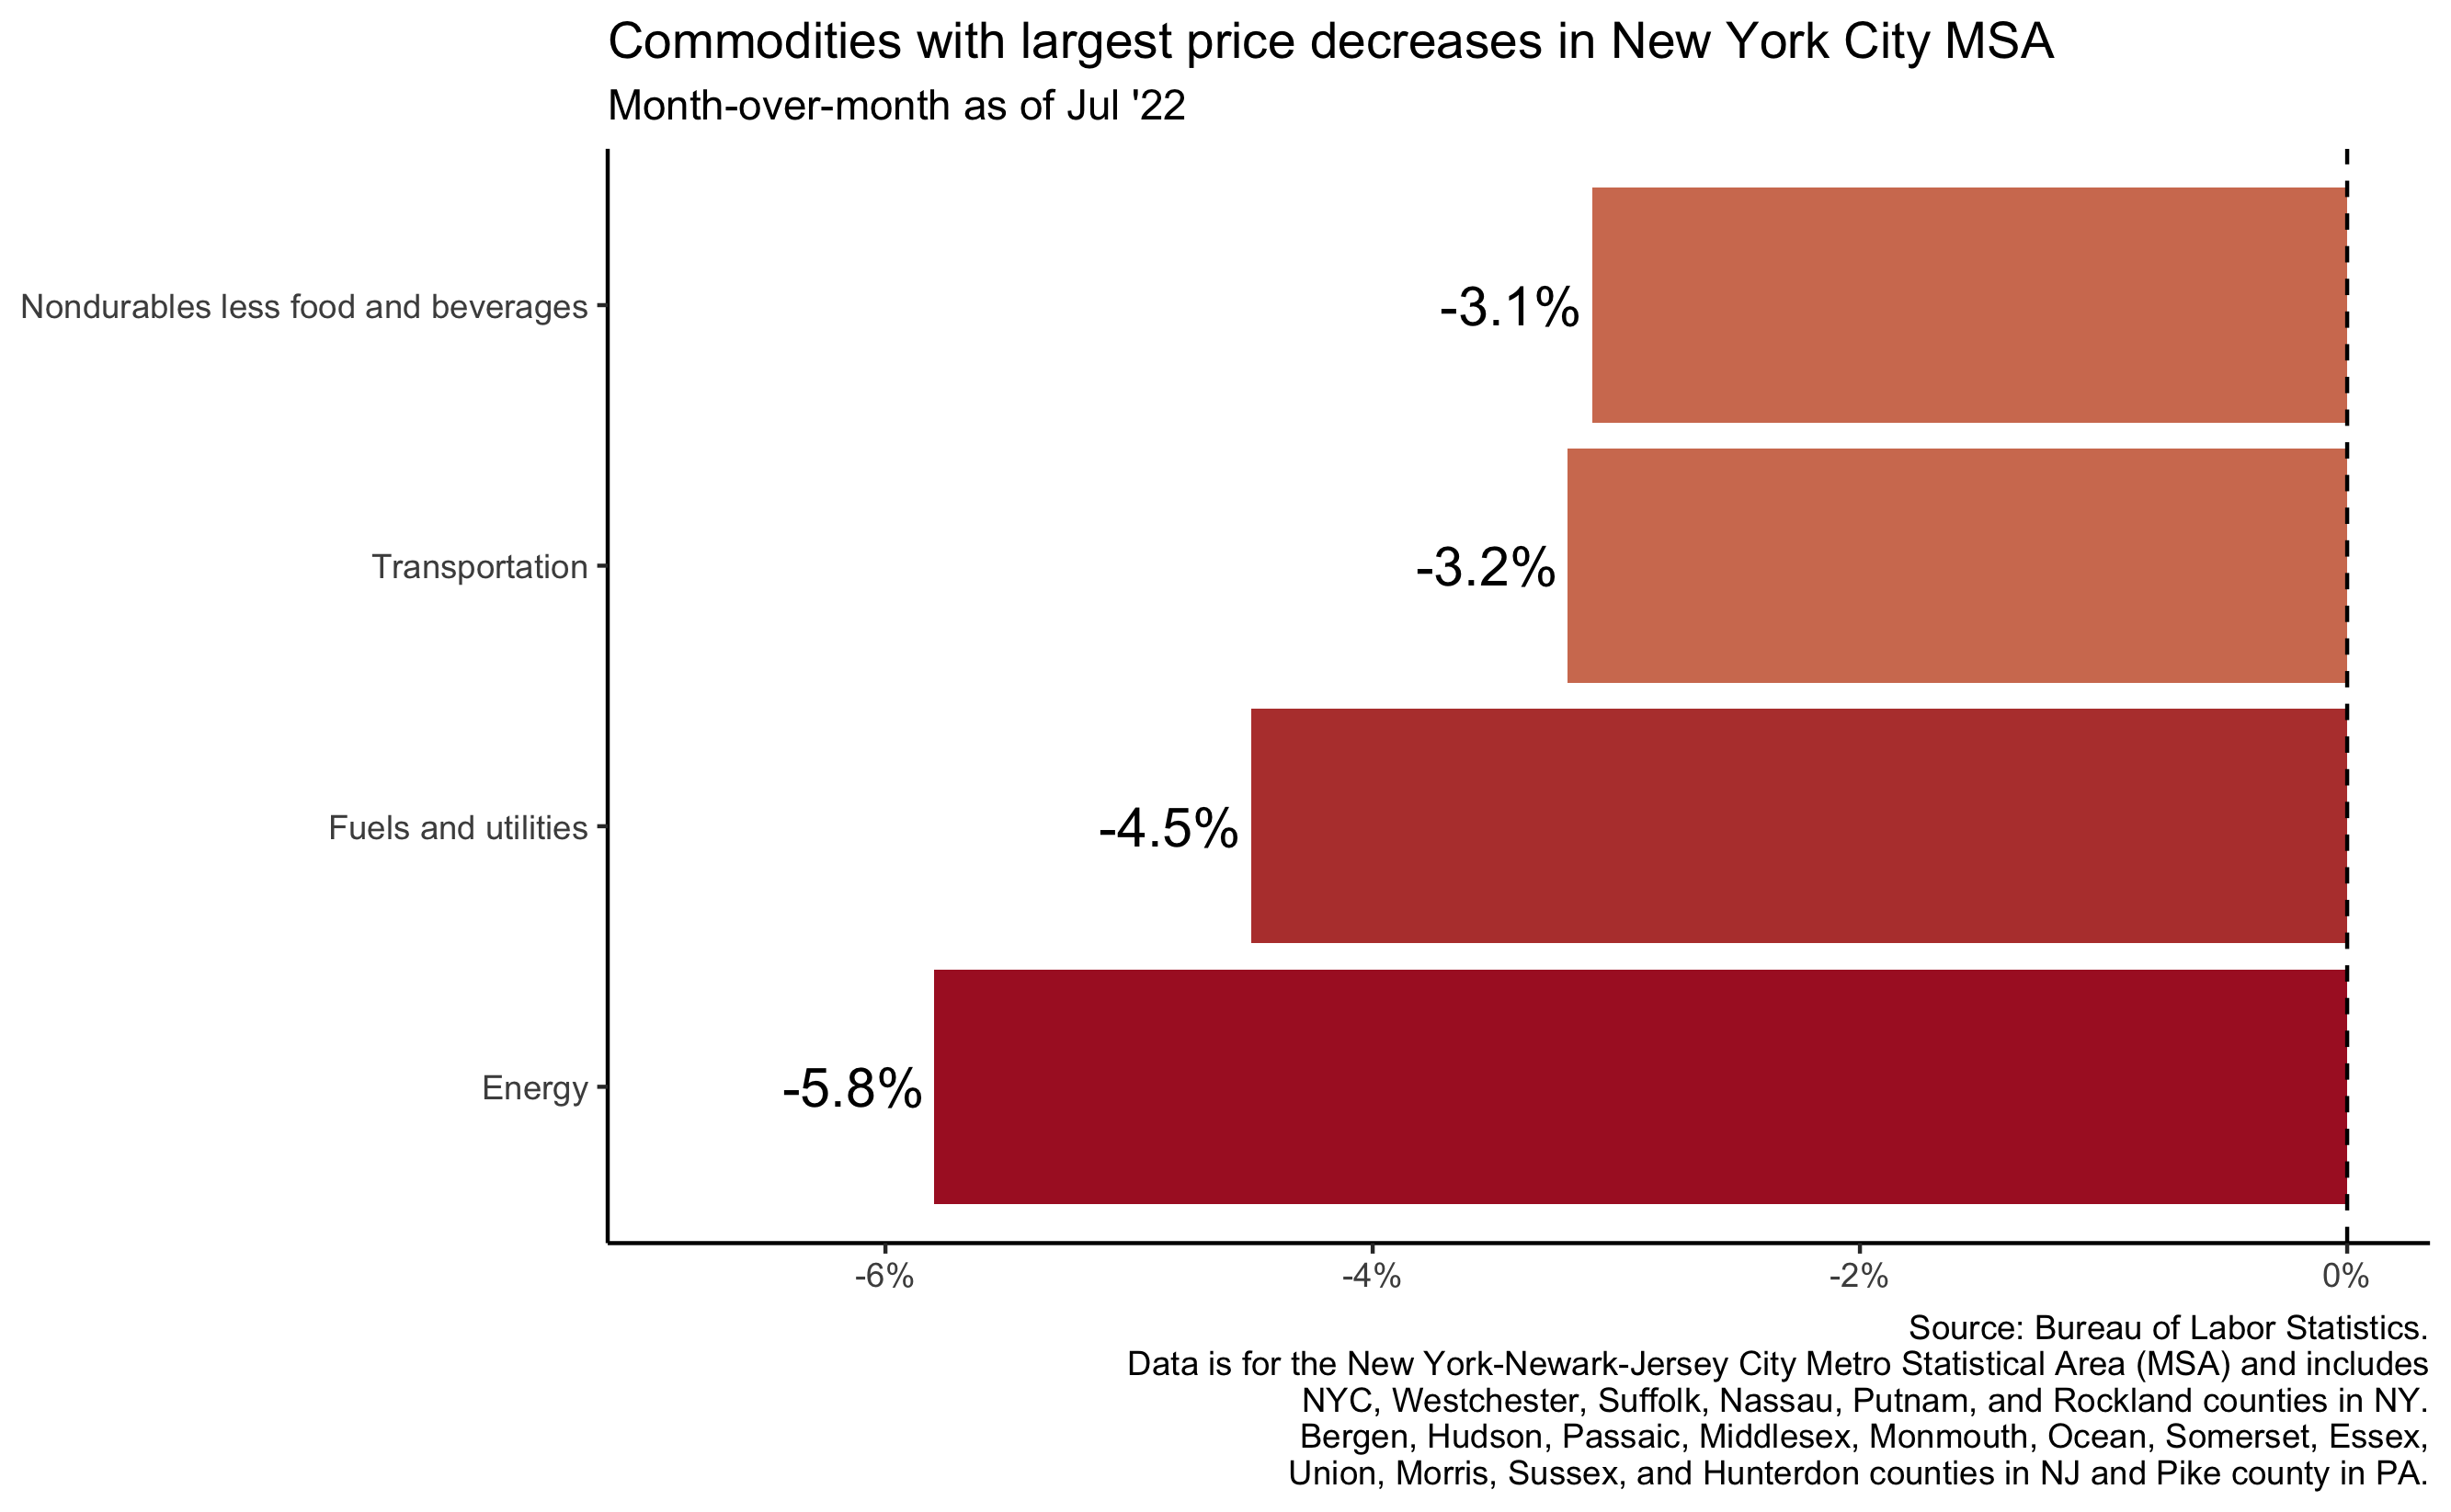 Commodities with largest price decreases in New York City MSA
Month-over-month as of Jul '22
Nondurables less food and beverages
-3.1%
Transportation
-3.2%
Fuels and utilities
-4.5%
Energy
-5.8%
-6%
-4%
-2%
0%
Source: Bureau of Labor Statistics.
Data is for the New York-Newark-Jersey City Metro Statistical Area (MSA) and includes
NYC, Westchester, Suffolk, Nassau, Putnam, and Rockland counties in NY.
Bergen, Hudson, Passaic, Middlesex, Monmouth, Ocean, Somerset, Essex,
Union, Morris, Sussex, and Hunterdon counties in NJ and Pike county in PA.